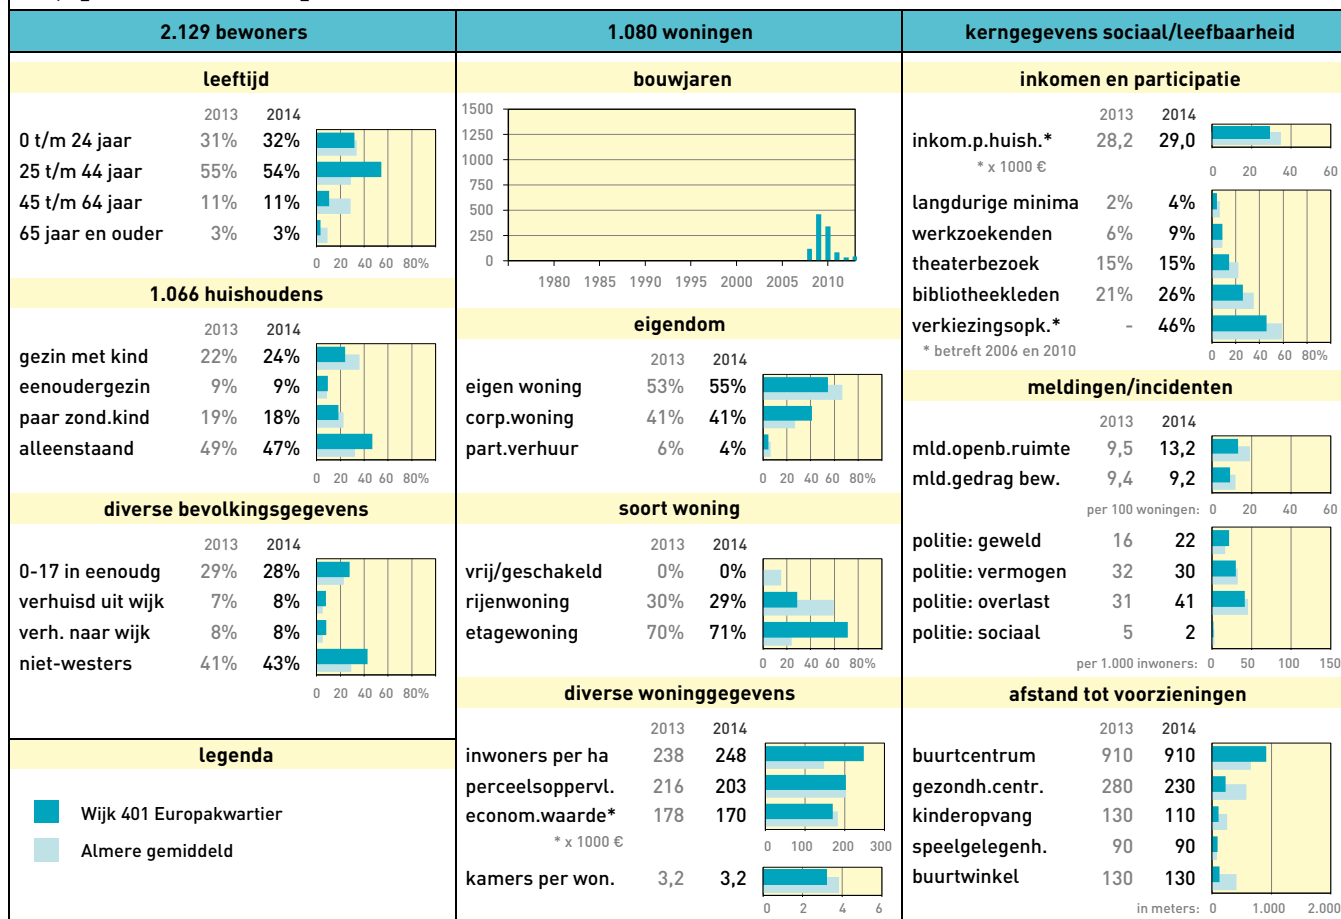 2.129 bewoners
leeftijd
2013 2014
0 t/m 24 jaar 31% 32%
25 t/m 44 jaar 55% 54%
45 t/m 64 jaar 11% 11%
65 jaar en ouder 3% 3%
0 20 40 60 80%
1.066 huishoudens
2013 2014
gezin met kind 22% 24%
eenoudergezin 9% 9%
paar zond.kind 19% 18%
alleenstaand 49% 47%
0 20 40 60 80%
diverse bevolkingsgegevens
2013 2014
0-17 in eenoudg 29% 28%
verhuisd uit wijk 7% 8%
verh. naar wijk 8% 8%
niet-westers 41% 43%
0 20 40 60 80%
legenda
Wijk 401 Europakwartier
Almere gemiddeld
1.080 woningen
bouwjaren
1500
1250
1000
750
500
250
0
1980 1985 1990 1995 2000 2005 2010
eigendom
2013 2014
eigen woning 53% 55%
corp.woning 41% 41%
part.verhuur 6% 4%
0 20 40 60 80%
soort woning
2013 2014
vrij/geschakeld 0% 0%
rijenwoning 30% 29%
etagewoning 70% 71%
0 20 40 60 80%
diverse woninggegevens
2013 2014
inwoners per ha 238 248
perceelsoppervl. 216 203
econom.waarde* 178 170
* x 1000 €
0 100 200 300
kamers per won. 3,2 3,2
0 2 4 6
kerngegevens sociaal/leefbaarheid
inkomen en participatie
2013 2014
inkom.p.huish.* 28,2 29,0
* x 1000 €
0 20 40 60
langdurige minima 2% 4%
werkzoekenden 6% 9%
theaterbezoek 15% 15%
bibliotheekleden 21% 26%
verkiezingsopk.* - 46%
* betreft 2006 en 2010
0 20 40 60 80%
meldingen/incidenten
2013 2014
mld.openb.ruimte 9,5 13,2
mld.gedrag bew. 9,4 9,2
per 100 woningen: 0 20 40 60
politie: geweld 16 22
politie: vermogen 32 30
politie: overlast 31 41
politie: sociaal 5 2
per 1.000 inwoners: 0 50 100 150
afstand tot voorzieningen
2013 2014
buurtcentrum 910 910
gezondh.centr. 280 230
kinderopvang 130 110
speelgelegenh. 90 90
buurtwinkel 130 130
in meters: 0 1.000 2.000